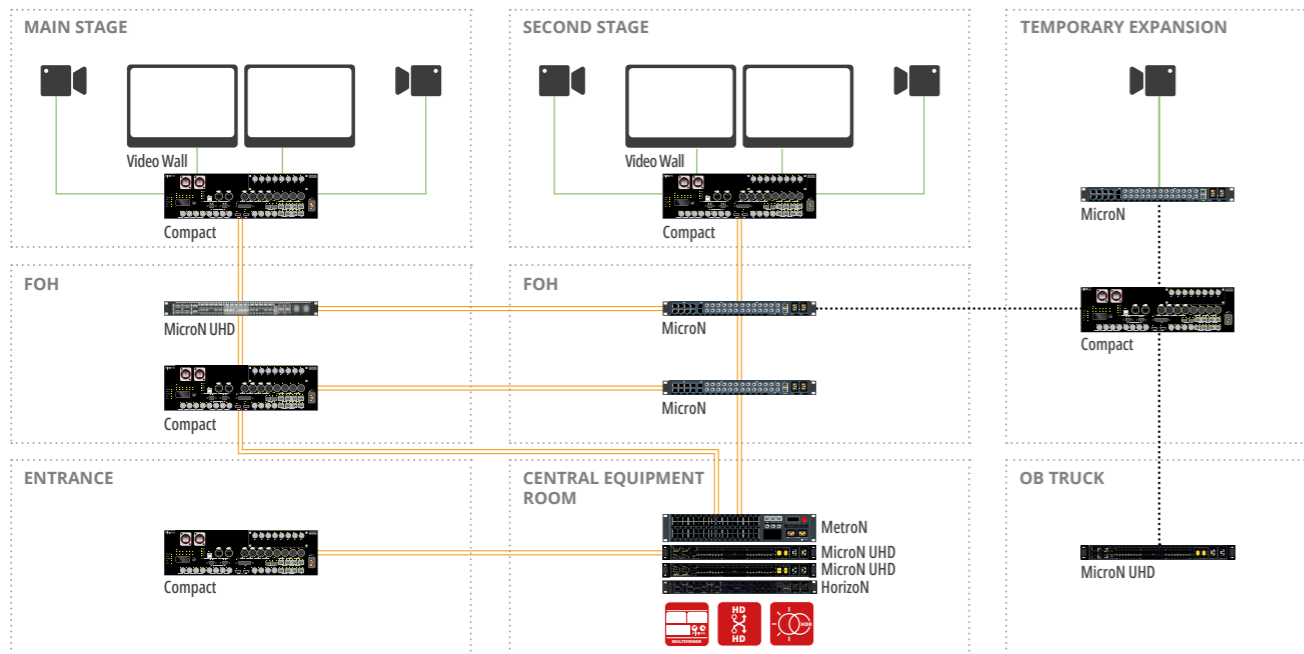 MAIN STAGE
Video Wall
Compact
SECOND STAGE
Video Wall
Compact
TEMPORARY EXPANSION
MicroN
Compact
FOH
MicroN UHD
Compact
FOH
MicroN
MicroN
ENTRANCE
Compact
CENTRAL EQUIPMENT
ROOM
MetroN
MicroN UHD
MicroN UHD
HorizoN
MULTIVIEWER
HD
HD
HDR
OB TRUCK
MicroN UHD